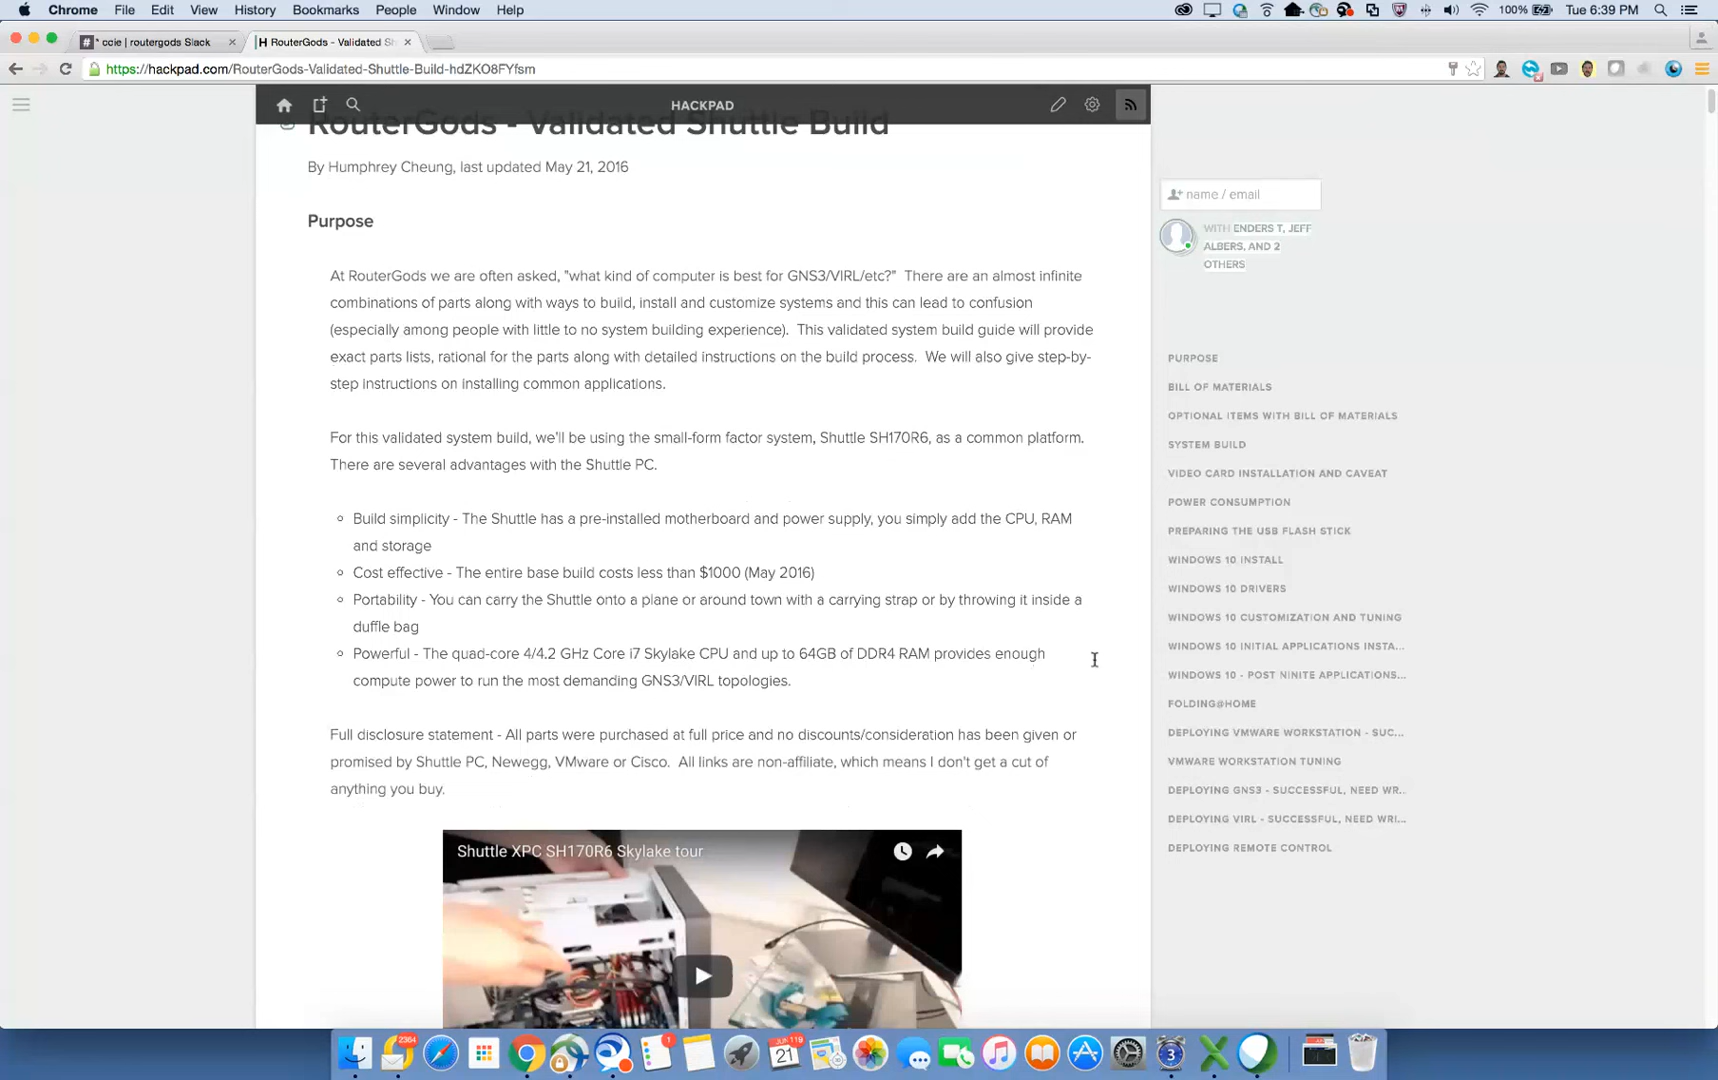 Chrome File Edit View History Bookmarks People Window Help 100% Tue 6:39 PM
* ccie | routergods Slack × H RouterGods - Validated Sh ×
https://hackpad.com/RouterGods-Validated-Shuttle-Build-hdZKO8FYfsm
HACKPAD
RouterGods - Validated Shuttle Build
By Humphrey Cheung, last updated May 21, 2016
Purpose
At RouterGods we are often asked, "what kind of computer is best for GNS3/VIRL/etc?" There are an almost infinite
combinations of parts along with ways to build, install and customize systems and this can lead to confusion
(especially among people with little to no system building experience). This validated system build guide will provide
exact parts lists, rational for the parts along with detailed instructions on the build process. We will also give step-by-
step instructions on installing common applications.
For this validated system build, we'll be using the small-form factor system, Shuttle SH170R6, as a common platform.
There are several advantages with the Shuttle PC.
Build simplicity - The Shuttle has a pre-installed motherboard and power supply, you simply add the CPU, RAM
and storage
Cost effective - The entire base build costs less than $1000 (May 2016)
Portability - You can carry the Shuttle onto a plane or around town with a carrying strap or by throwing it inside a
duffle bag
Powerful - The quad-core 4/4.2 GHz Core i7 Skylake CPU and up to 64GB of DDR4 RAM provides enough
compute power to run the most demanding GNS3/VIRL topologies.
Full disclosure statement - All parts were purchased at full price and no discounts/consideration has been given or
promised by Shuttle PC, Newegg, VMware or Cisco. All links are non-affiliate, which means I don't get a cut of
anything you buy.
Shuttle XPC SH170R6 Skylake tour
name / email
WITH ENDERS T, JEFF
ALBERS, AND 2
OTHERS
PURPOSE
BILL OF MATERIALS
OPTIONAL ITEMS WITH BILL OF MATERIALS
SYSTEM BUILD
VIDEO CARD INSTALLATION AND CAVEAT
POWER CONSUMPTION
PREPARING THE USB FLASH STICK
WINDOWS 10 INSTALL
WINDOWS 10 DRIVERS
WINDOWS 10 CUSTOMIZATION AND TUNING
WINDOWS 10 INITIAL APPLICATIONS INSTA...
WINDOWS 10 - POST NINITE APPLICATIONS...
FOLDING@HOME
DEPLOYING VMWARE WORKSTATION - SUC...
VMWARE WORKSTATION TUNING
DEPLOYING GNS3 - SUCCESSFUL, NEED WR...
DEPLOYING VIRL - SUCCESSFUL, NEED WRI...
DEPLOYING REMOTE CONTROL
2364
1
JUN 119
21
3